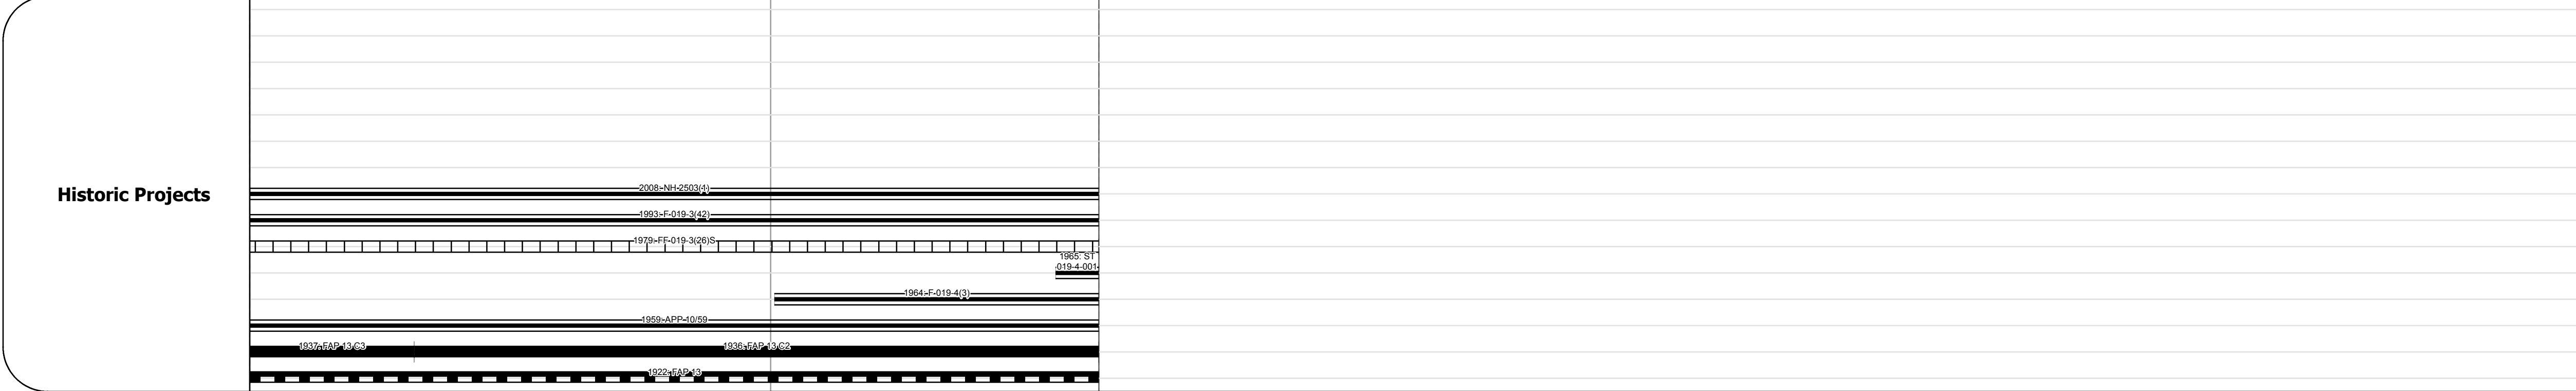 2008: NH-2503(4)
Historic Projects
1993: F-019-3(42)
1979: FF-019-3(26)S
1965: ST
019-4-001
1964: F-019-4(3)
1959: APP 10/59
1937: FAP 13 C3
1936: FAP 13 C2
1922: FAP 13